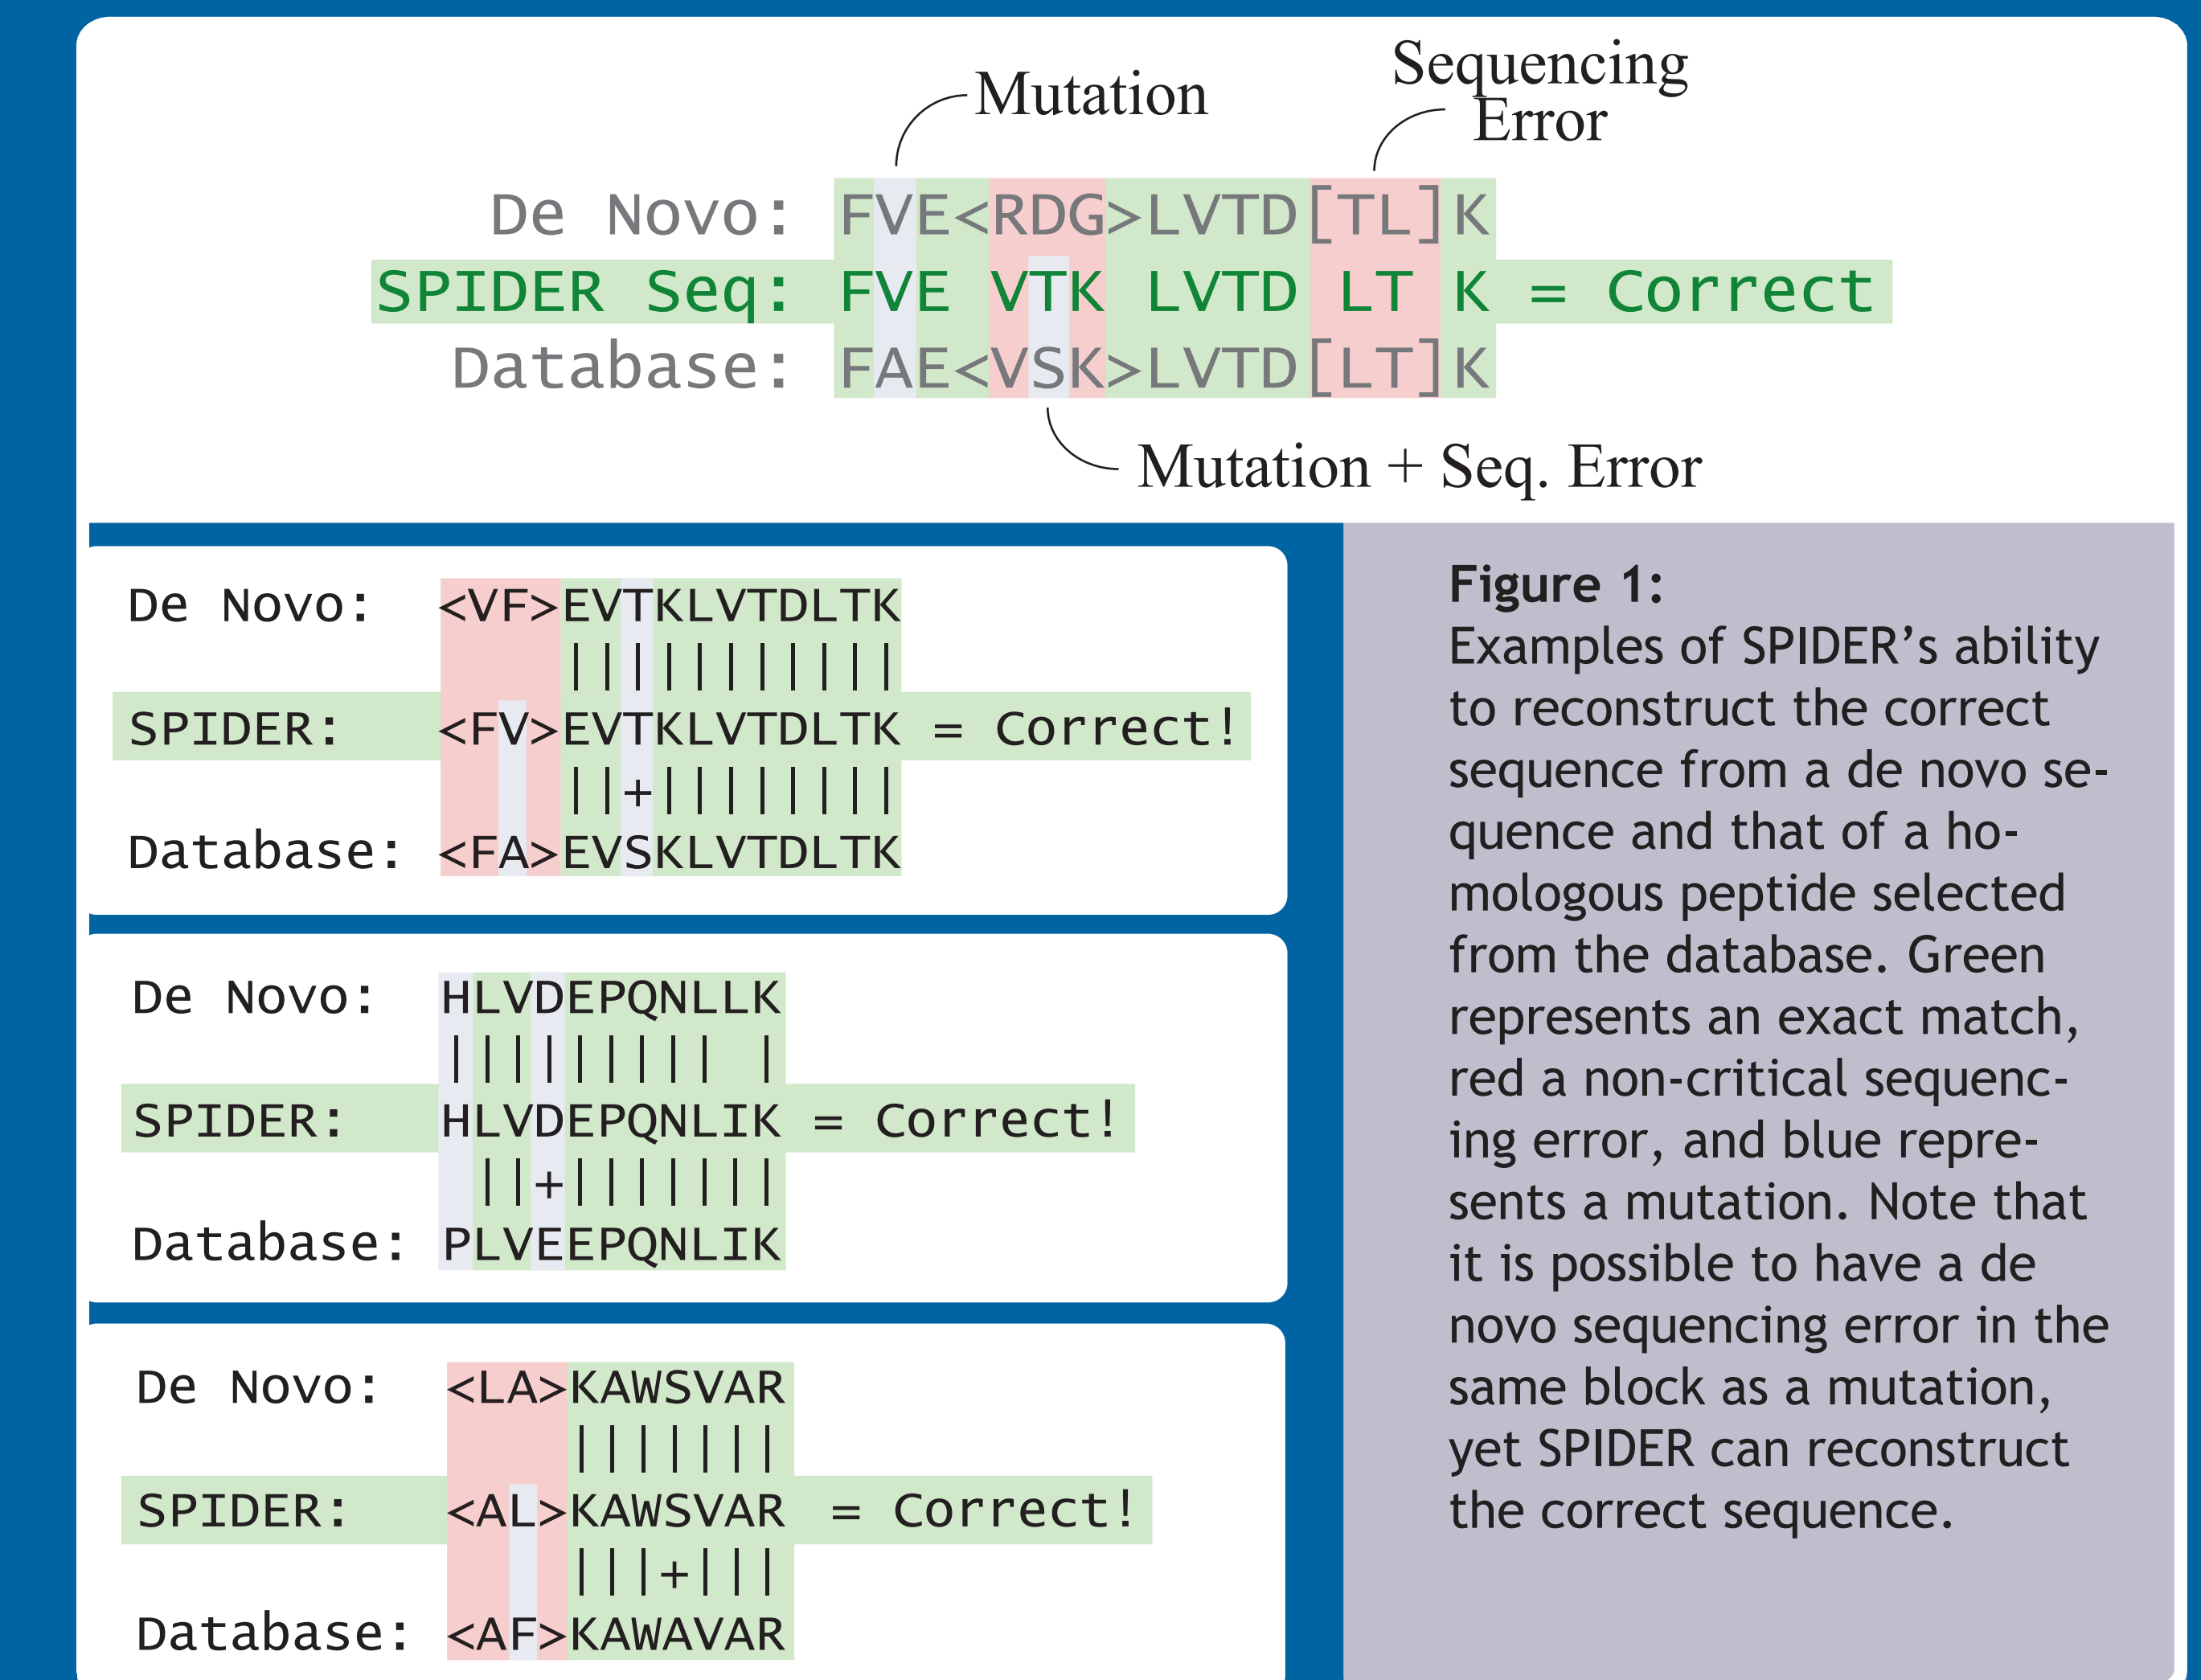 Mutation
Sequencing
Error
De Novo: FVE<RDG>LVTD[TL]K
SPIDER Seq: FVE VTK LVTD LT K = Correct
Database: FAE<VSK>LVTD[LT]K
Mutation + Seq. Error
De Novo: <VF>EVTKLVTDLTK
|||||||||||
SPIDER: <FV>EVTKLVTDLTK = Correct!
||+||||||||
Database: <FA>EVSKLVTDLTK
De Novo: HLVDEPQNLLK
||||||||| |
SPIDER: HLVDEPQNLIK = Correct!
||+|||||||
Database: PLVEEPQNLIK
De Novo: <LA>KAWSVAR
|||||||
SPIDER: <AL>KAWSVAR = Correct!
|||+|||
Database: <AF>KAWAVAR
Figure 1:
Examples of SPIDER’s ability
to reconstruct the correct
sequence from a de novo se-
quence and that of a ho-
mologous peptide selected
from the database. Green
represents an exact match,
red a non-critical sequenc-
ing error, and blue repre-
sents a mutation. Note that
it is possible to have a de
novo sequencing error in the
same block as a mutation,
yet SPIDER can reconstruct
the correct sequence.